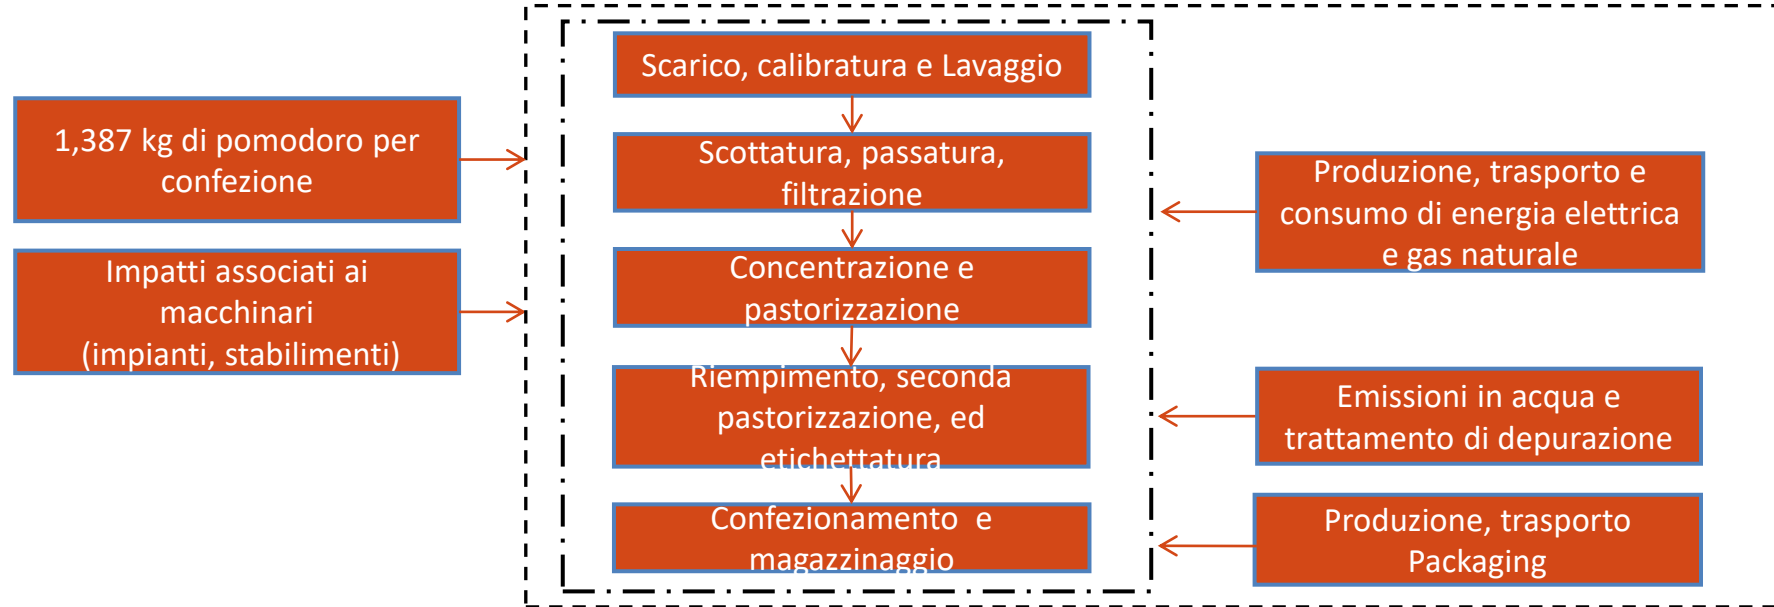 1,387 kg di pomodoro per
confezione
Impatti associati ai
macchinari
(impianti, stabilimenti)
Scarico, calibratura e Lavaggio
Scottatura, passatura,
filtrazione
Concentrazione e
pastorizzazione
Riempimento, seconda
pastorizzazione, ed
etichettatura
Confezionamento e
magazzinaggio
Produzione, trasporto e
consumo di energia elettrica
e gas naturale
Emissioni in acqua e
trattamento di depurazione
Produzione, trasporto
Packaging